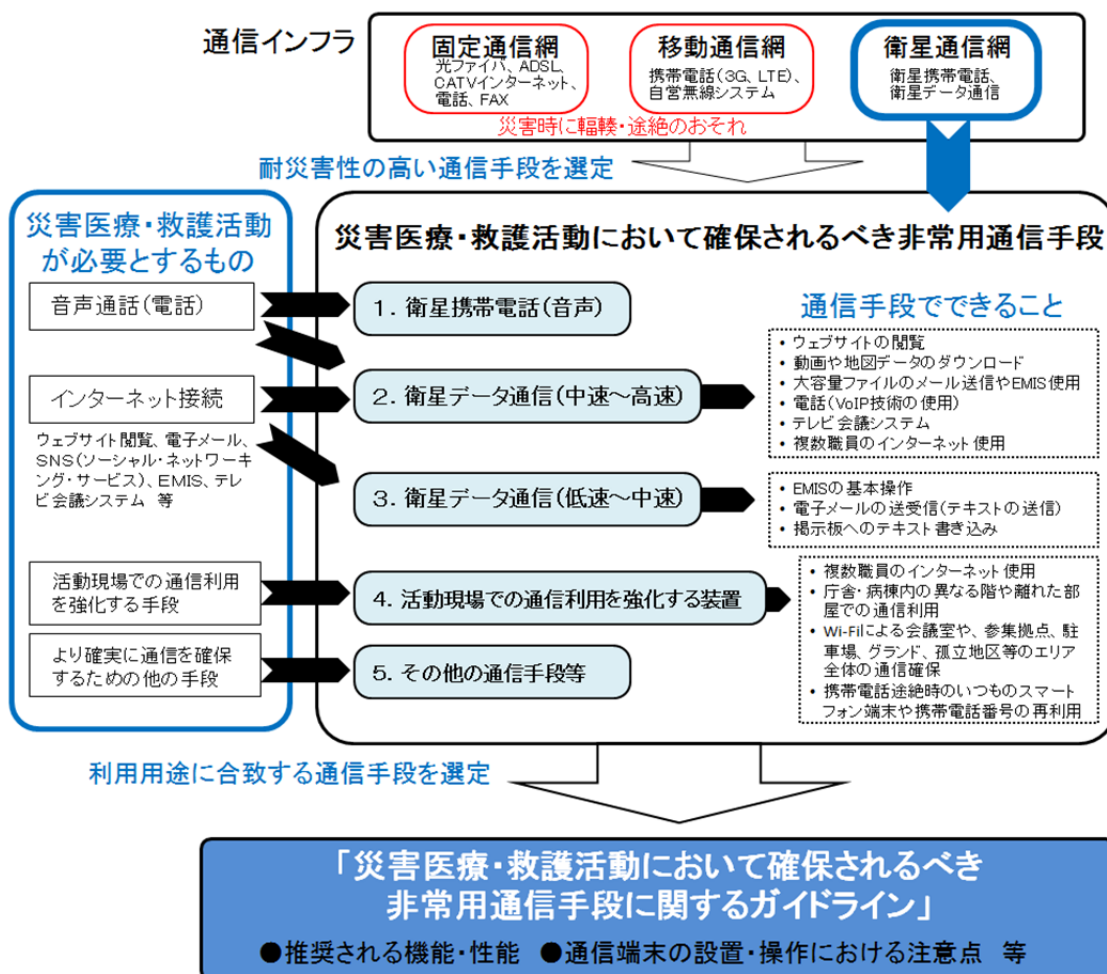 通信インフラ
固定通信網
光ファイバ、ADSL、
CATVインターネット、
電話、FAX
移動通信網
携帯電話(3G、LTE)、
自営無線システム
衛星通信網
衛星携帯電話、
衛星データ通信
災害時に輻輳・途絶のおそれ
耐災害性の高い通信手段を選定
災害医療・救護活動
が必要とするもの
音声通話(電話)
インターネット接続
ウェブサイト閲覧、電子メール、
SNS(ソーシャル・ネットワーキ
ング・サービス)、EMIS、テレ
ビ会議システム 等
活動現場での通信利用
を強化する手段
より確実に通信を確保
するための他の手段
災害医療・救護活動において確保されるべき非常用通信手段
1. 衛星携帯電話(音声)
2. 衛星データ通信(中速～高速)
3. 衛星データ通信(低速～中速)
4. 活動現場での通信利用を強化する装置
5. その他の通信手段等
通信手段でできること
• ウェブサイトの閲覧
• 動画や地図データのダウンロード
• 大容量ファイルのメール送信やEMIS使用
• 電話(VoIP技術の使用)
• テレビ会議システム
• 複数職員のインターネット使用
• EMISの基本操作
• 電子メールの送受信(テキストの送信)
• 掲示板へのテキスト書き込み
• 複数職員のインターネット使用
• 庁舎・病棟内の異なる階や離れた部
屋での通信利用
• Wi-Fiによる会議室や、参集拠点、駐
車場、グランド、孤立地区等のエリア
全体の通信確保
• 携帯電話途絶時のいつものスマート
フォン端末や携帯電話番号の再利用
利用用途に合致する通信手段を選定
「災害医療・救護活動において確保されるべき
非常用通信手段に関するガイドライン」
●推奨される機能・性能 ●通信端末の設置・操作における注意点 等